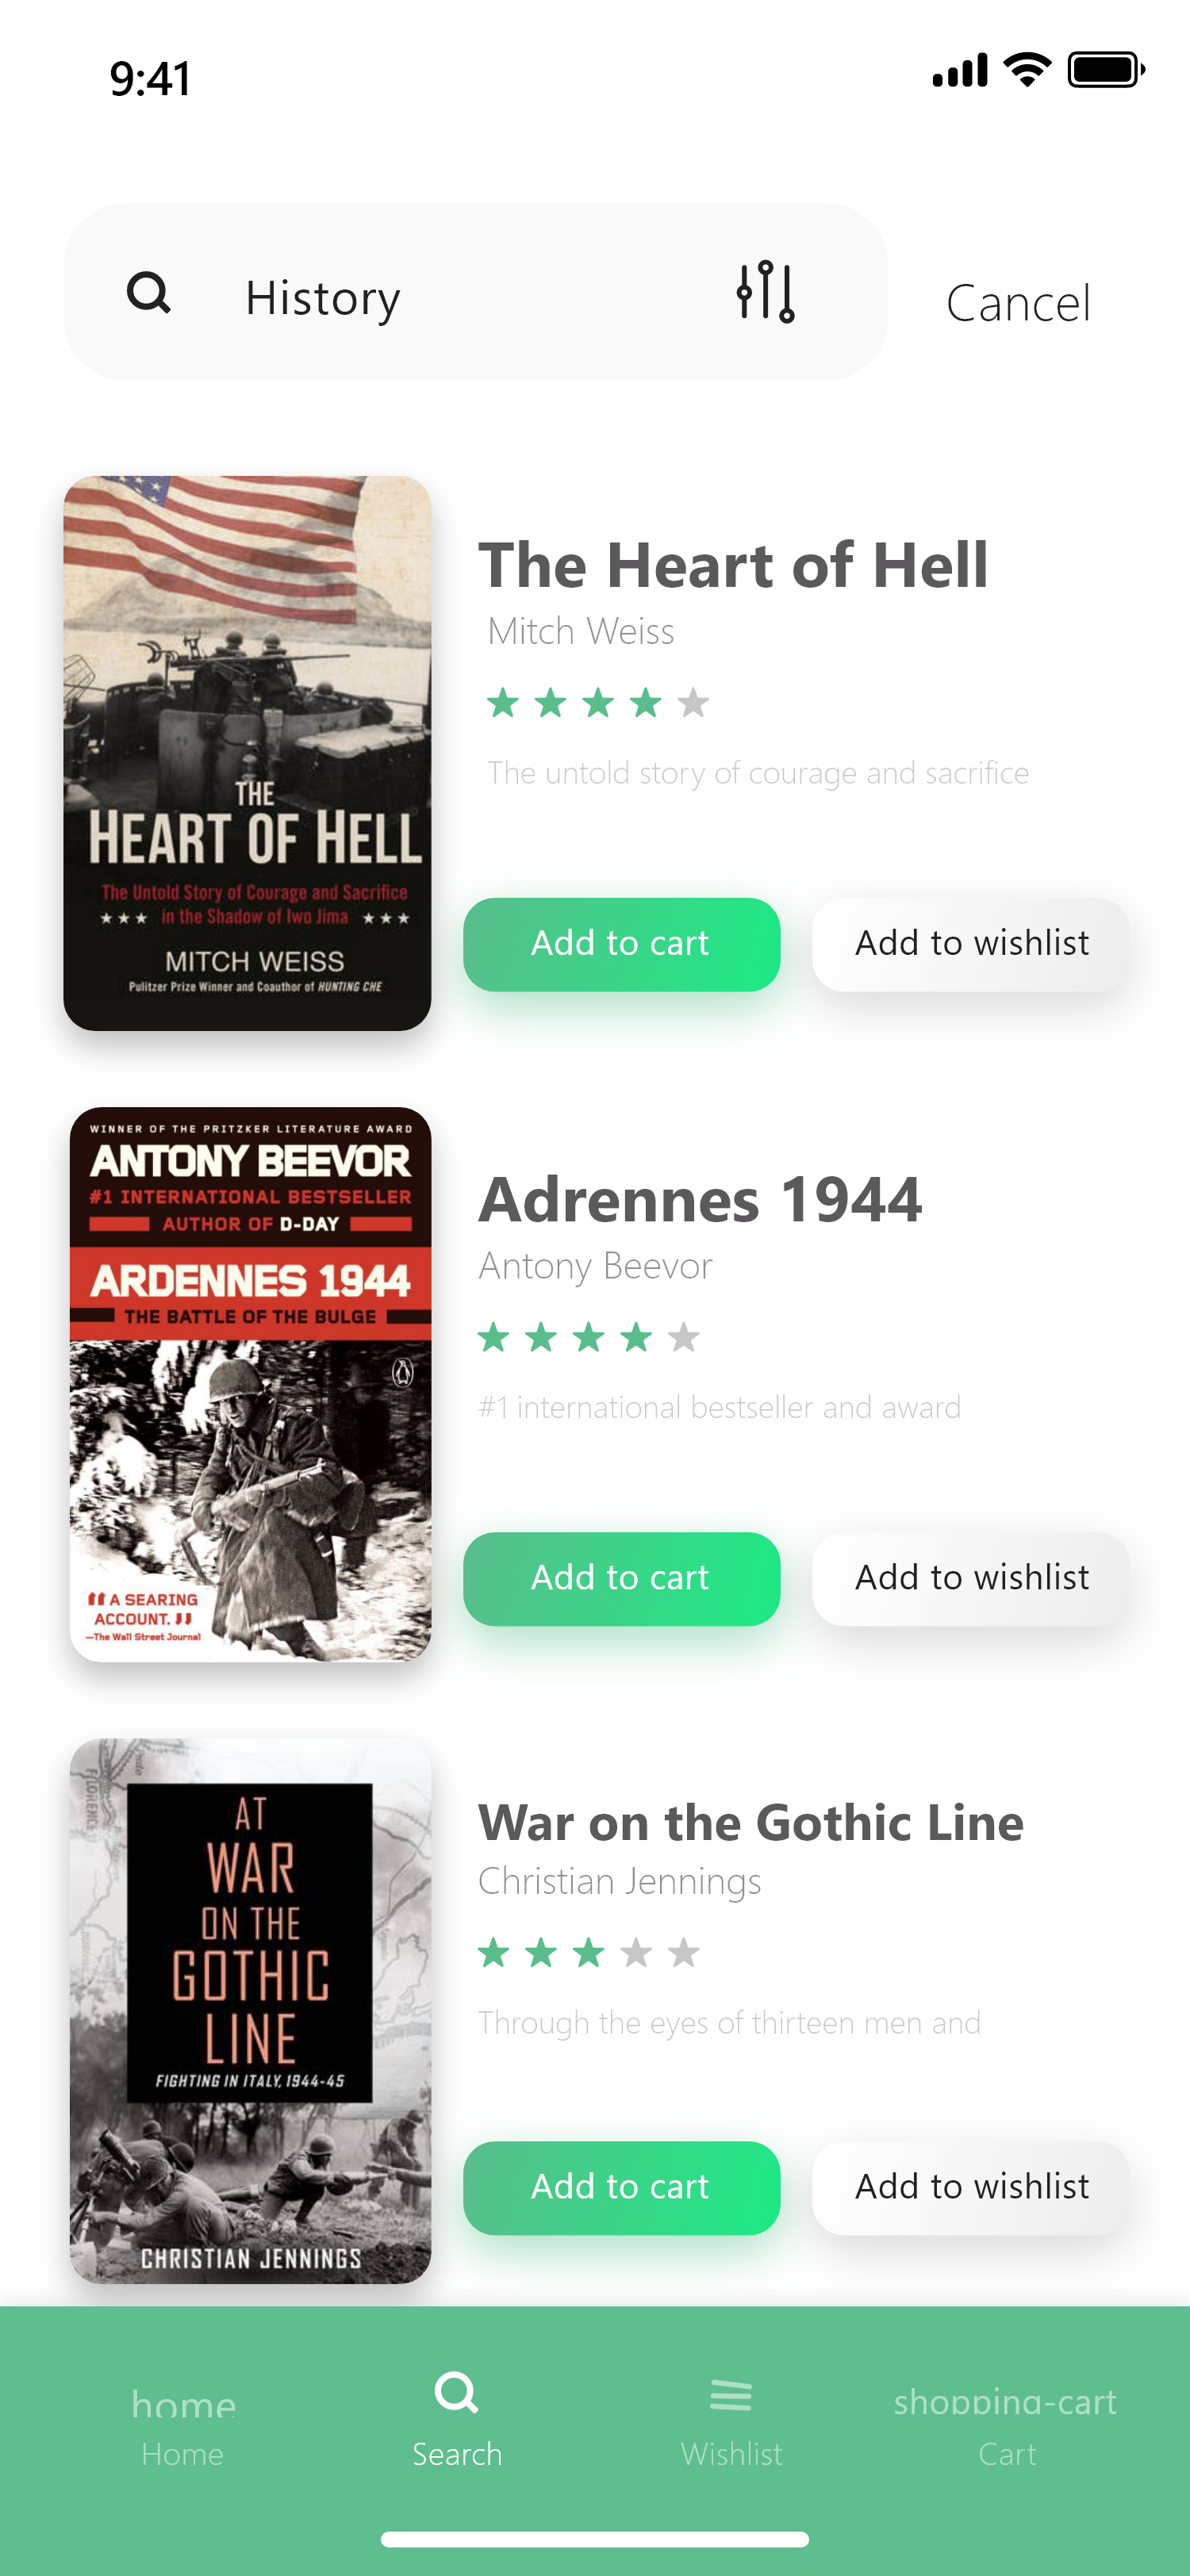 9:41
History
Cancel
THE
HEART OF HELL
The Untold Story of Courage and Sacrifice
in the Shadow of Iwo Jima
MITCH WEISS
Pulitzer Prize Winner and Coauthor of HUNTING CHE
The Heart of Hell
Mitch Weiss
The untold story of courage and sacrifice
Add to cart
Add to wishlist
WINNER OF THE PRITZKER LITERATURE AWARD
ANTONY BEEVOR
#1 INTERNATIONAL BESTSELLER
AUTHOR OF D-DAY
ARDENNES 1944
THE BATTLE OF THE BULGE
"A SEARING
ACCOUNT."
—The Wall Street Journal
Adrennes 1944
Antony Beevor
#1 international bestseller and award
Add to cart
Add to wishlist
FLORENCE
AT
WAR
ON THE
GOTHIC
LINE
FIGHTING IN ITALY, 1944-45
CHRISTIAN JENNINGS
War on the Gothic Line
Christian Jennings
Through the eyes of thirteen men and
Add to cart
Add to wishlist
home
Home
Search
Wishlist
shopping-cart
Cart